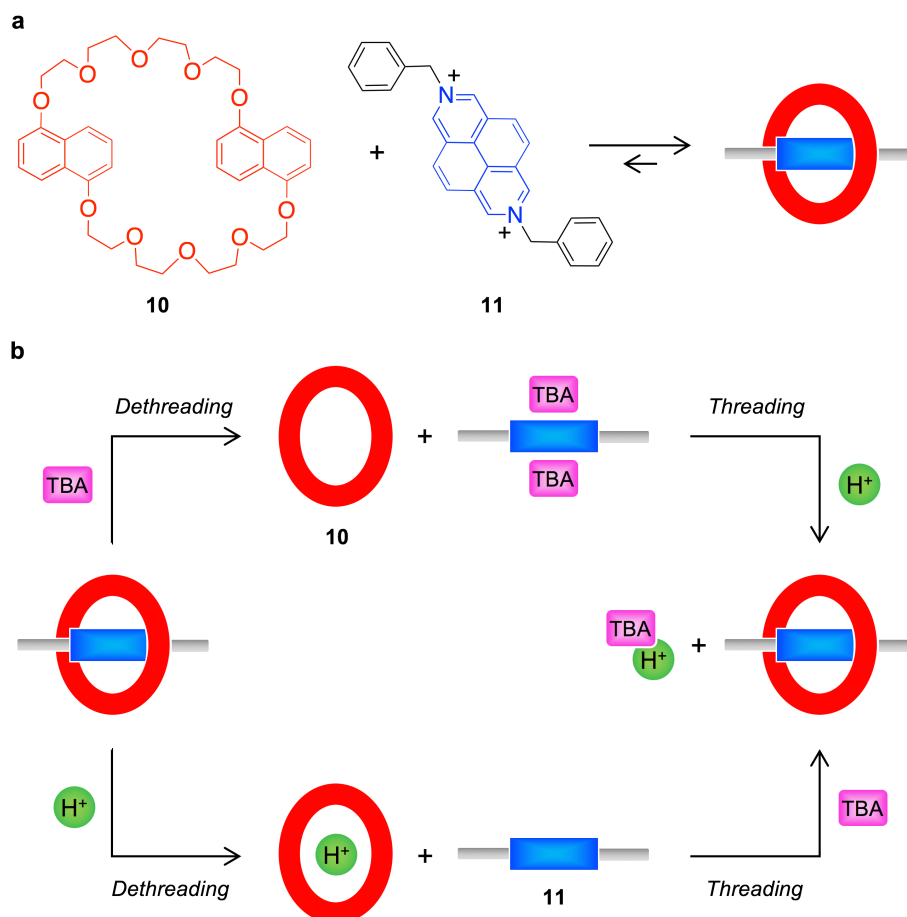 a
O O O O O
O O O O O
10
+
N
+
N
+
11
b
Dethreading
TBA
10
+
TBA
TBA
Threading
H⁺
TBA
H⁺
+
H⁺
Dethreading
H⁺
+
11
TBA
Threading